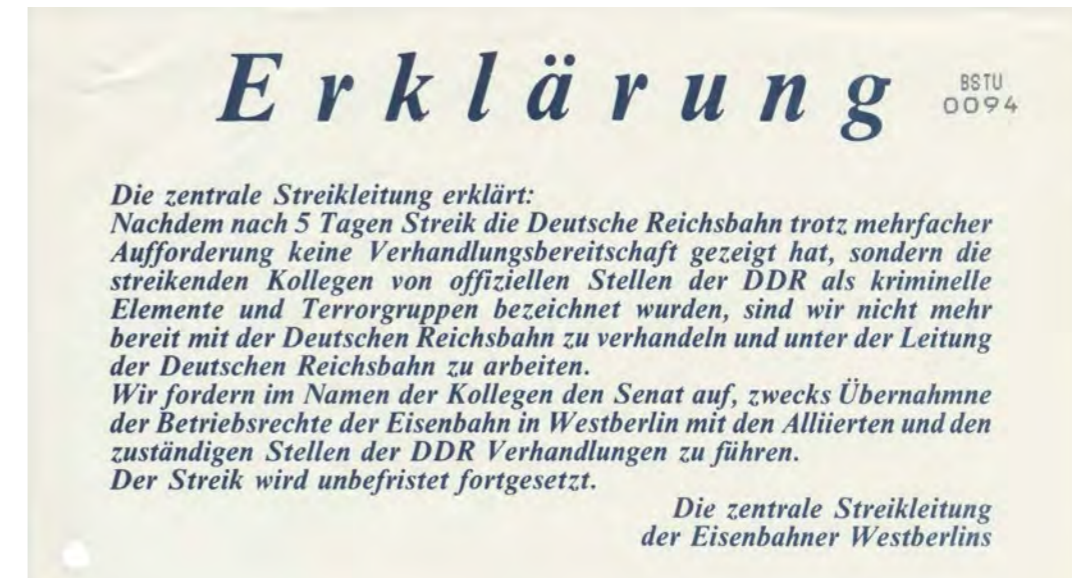 Erklärung
BSTU
0094
Die zentrale Streikleitung erklärt:
Nachdem nach 5 Tagen Streik die Deutsche Reichsbahn trotz mehrfacher
Aufforderung keine Verhandlungsbereitschaft gezeigt hat, sondern die
streikenden Kollegen von offiziellen Stellen der DDR als kriminelle
Elemente und Terrorgruppen bezeichnet wurden, sind wir nicht mehr
bereit mit der Deutschen Reichsbahn zu verhandeln und unter der Leitung
der Deutschen Reichsbahn zu arbeiten.
Wir fordern im Namen der Kollegen den Senat auf, zwecks Übernahmne
der Betriebsrechte der Eisenbahn in Westberlin mit den Alliierten und den
zuständigen Stellen der DDR Verhandlungen zu führen.
Der Streik wird unbefristet fortgesetzt.
Die zentrale Streikleitung
der Eisenbahner Westberlins